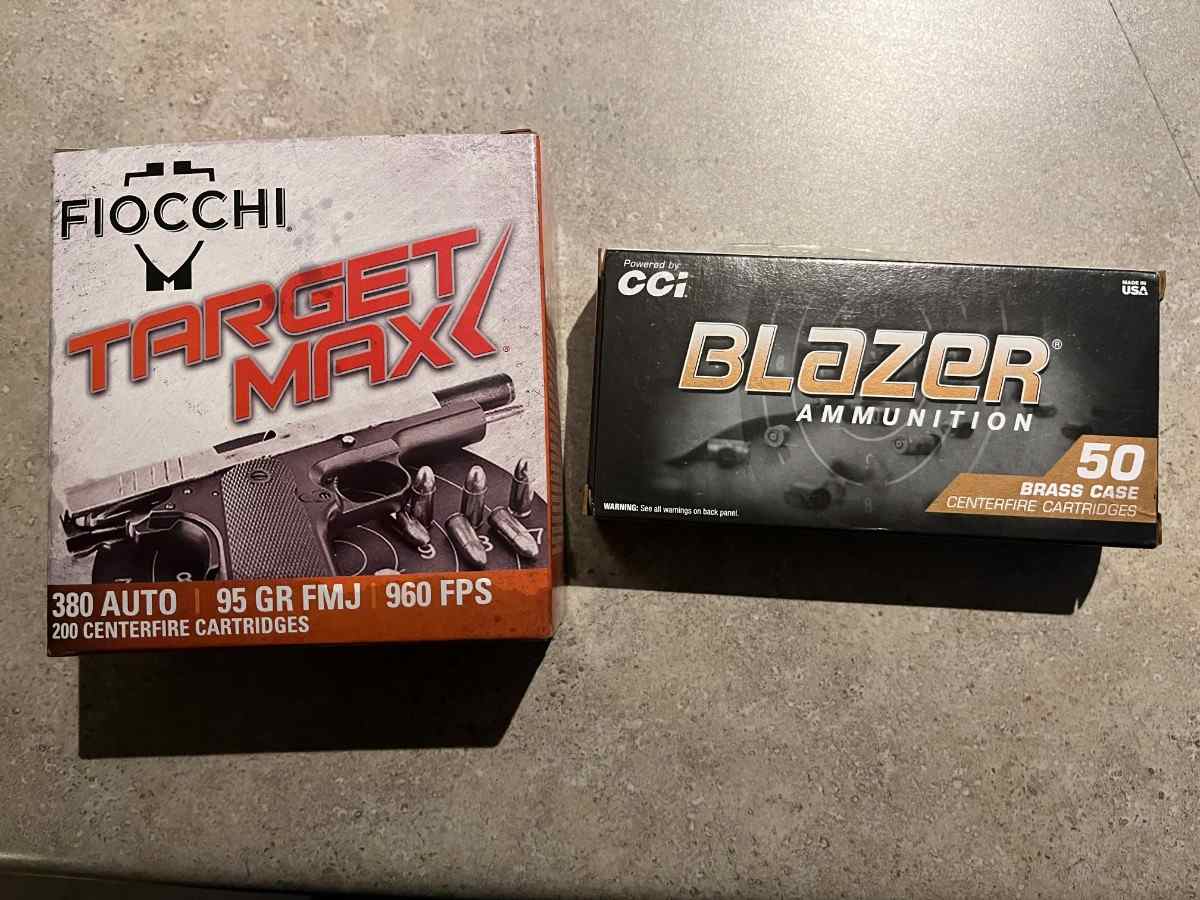 FIOCCHI
TARGET
MAX
380 AUTO | 95 GR FMJ | 960 FPS
200 CENTERFIRE CARTRIDGES
Powered by
CCI
MADE IN
USA
BLAZER®
AMMUNITION
50
BRASS CASE
CENTERFIRE CARTRIDGES
WARNING: See all warnings on back panel.